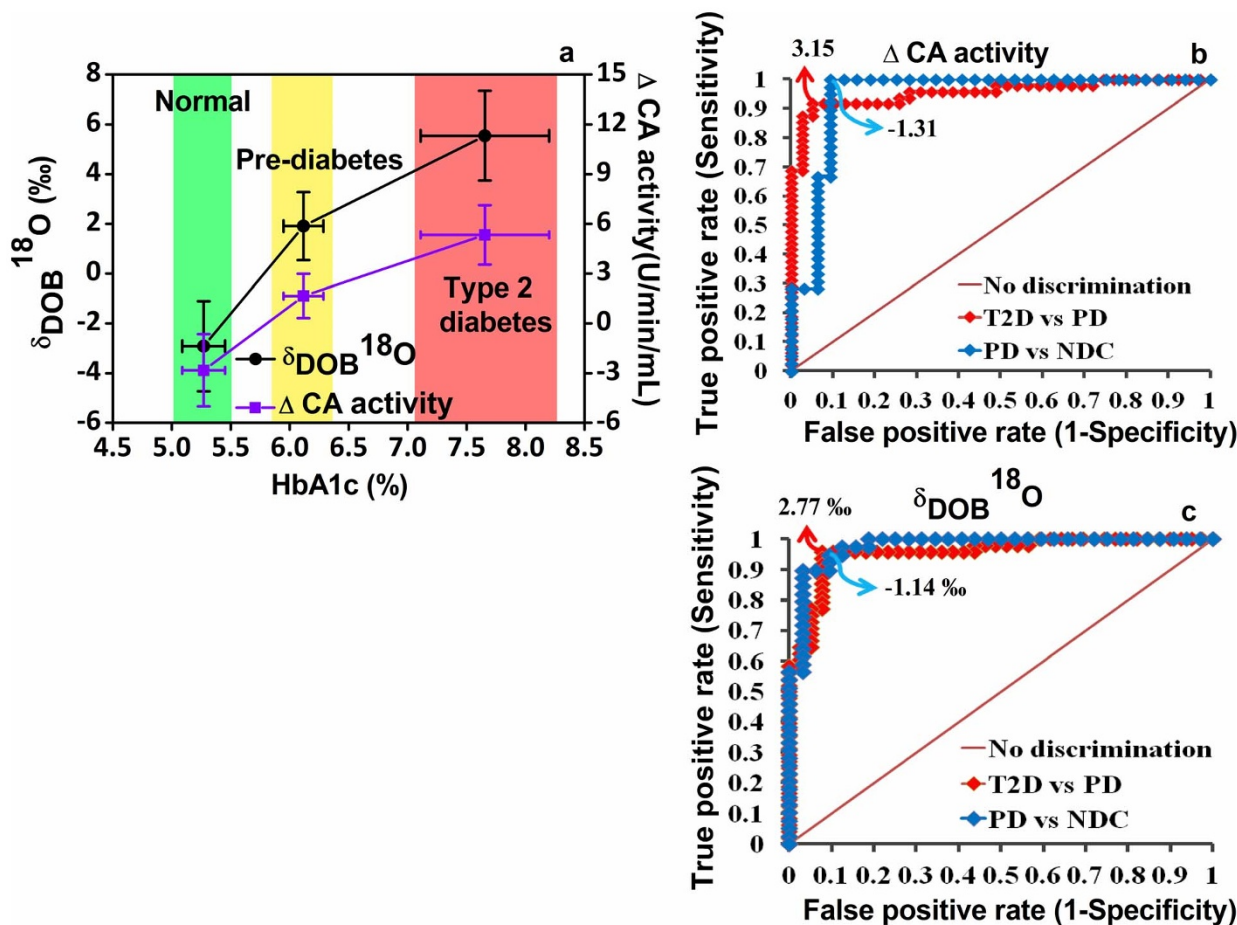 a
8
6
4
2
0
-2
-4
-6
δDOB18O (‰)
Normal
Pre-diabetes
Type 2
diabetes
δDOB18O
Δ CA activity
15
12
9
6
3
0
-3
-6
Δ CA activity(U/min/mL)
4.5 5.0 5.5 6.0 6.5 7.0 7.5 8.0 8.5
HbA1c (%)
3.15
Δ CA activity
b
-1.31
1
0.9
0.8
0.7
0.6
0.5
0.4
0.3
0.2
0.1
0
True positive rate (Sensitivity)
No discrimination
T2D vs PD
PD vs NDC
0 0.1 0.2 0.3 0.4 0.5 0.6 0.7 0.8 0.9 1
False positive rate (1-Specificity)
2.77 ‰
δDOB18O
c
-1.14 ‰
1
0.9
0.8
0.7
0.6
0.5
0.4
0.3
0.2
0.1
0
True positive rate (Sensitivity)
No discrimination
T2D vs PD
PD vs NDC
0 0.1 0.2 0.3 0.4 0.5 0.6 0.7 0.8 0.9 1
False positive rate (1-Specificity)